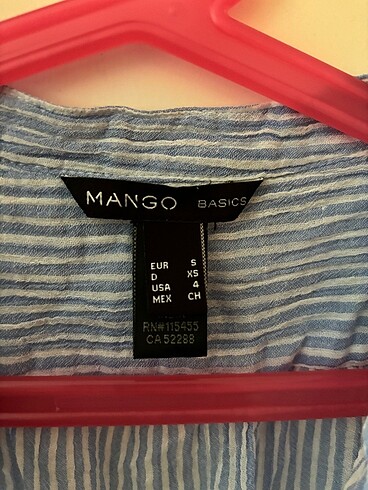 MANGO BASICS
EUR S
D XS
USA 4
MEX CH
RN#115455
CA 52288